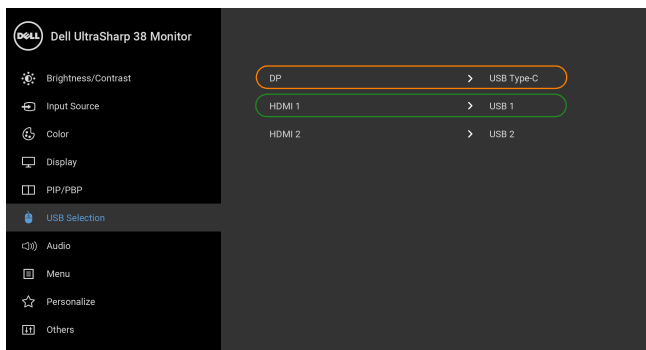 DELL Dell UltraSharp 38 Monitor
Brightness/Contrast
DP > USB Type-C
Input Source
HDMI 1 > USB 1
Color
HDMI 2 > USB 2
Display
PIP/PBP
USB Selection
Audio
Menu
Personalize
Others